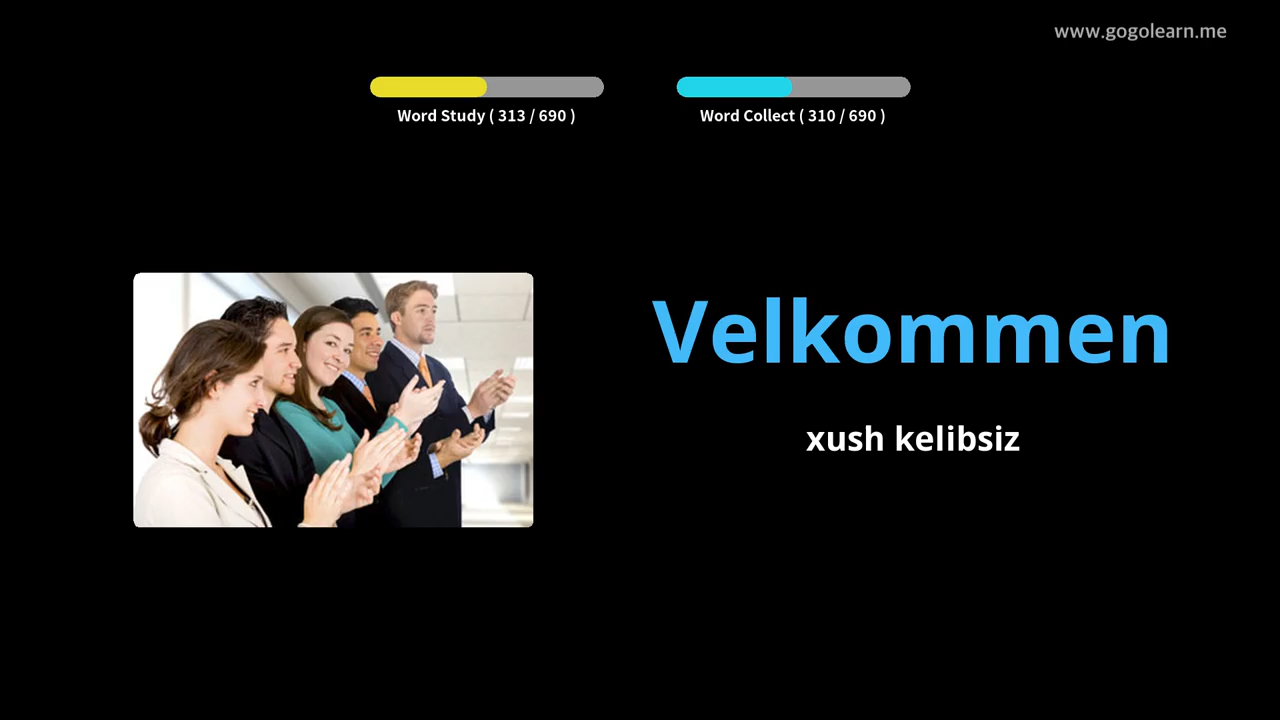 www.gogolearn.me
Word Study ( 313 / 690 )
Word Collect ( 310 / 690 )
Velkommen
xush kelibsiz